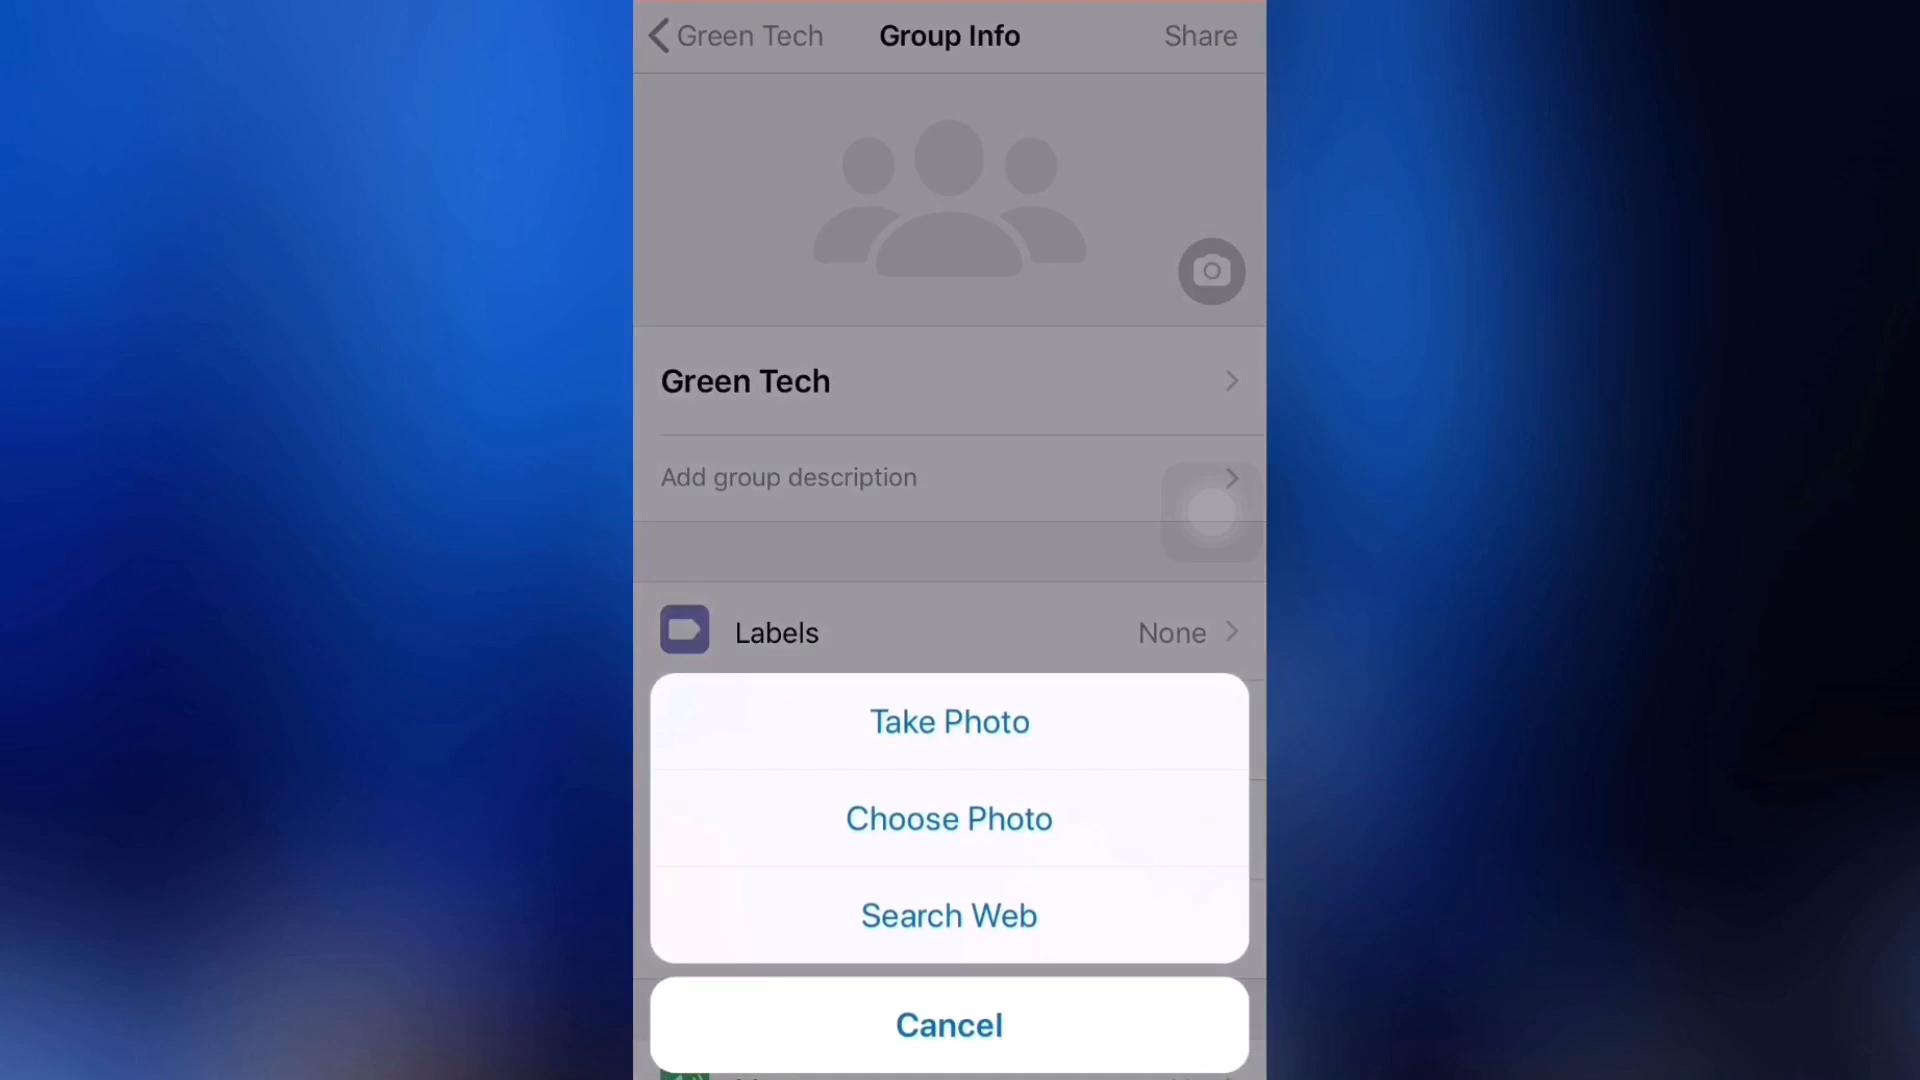 Green Tech
Group Info
Share
Green Tech
Add group description
Labels
None
Take Photo
Choose Photo
Search Web
Cancel